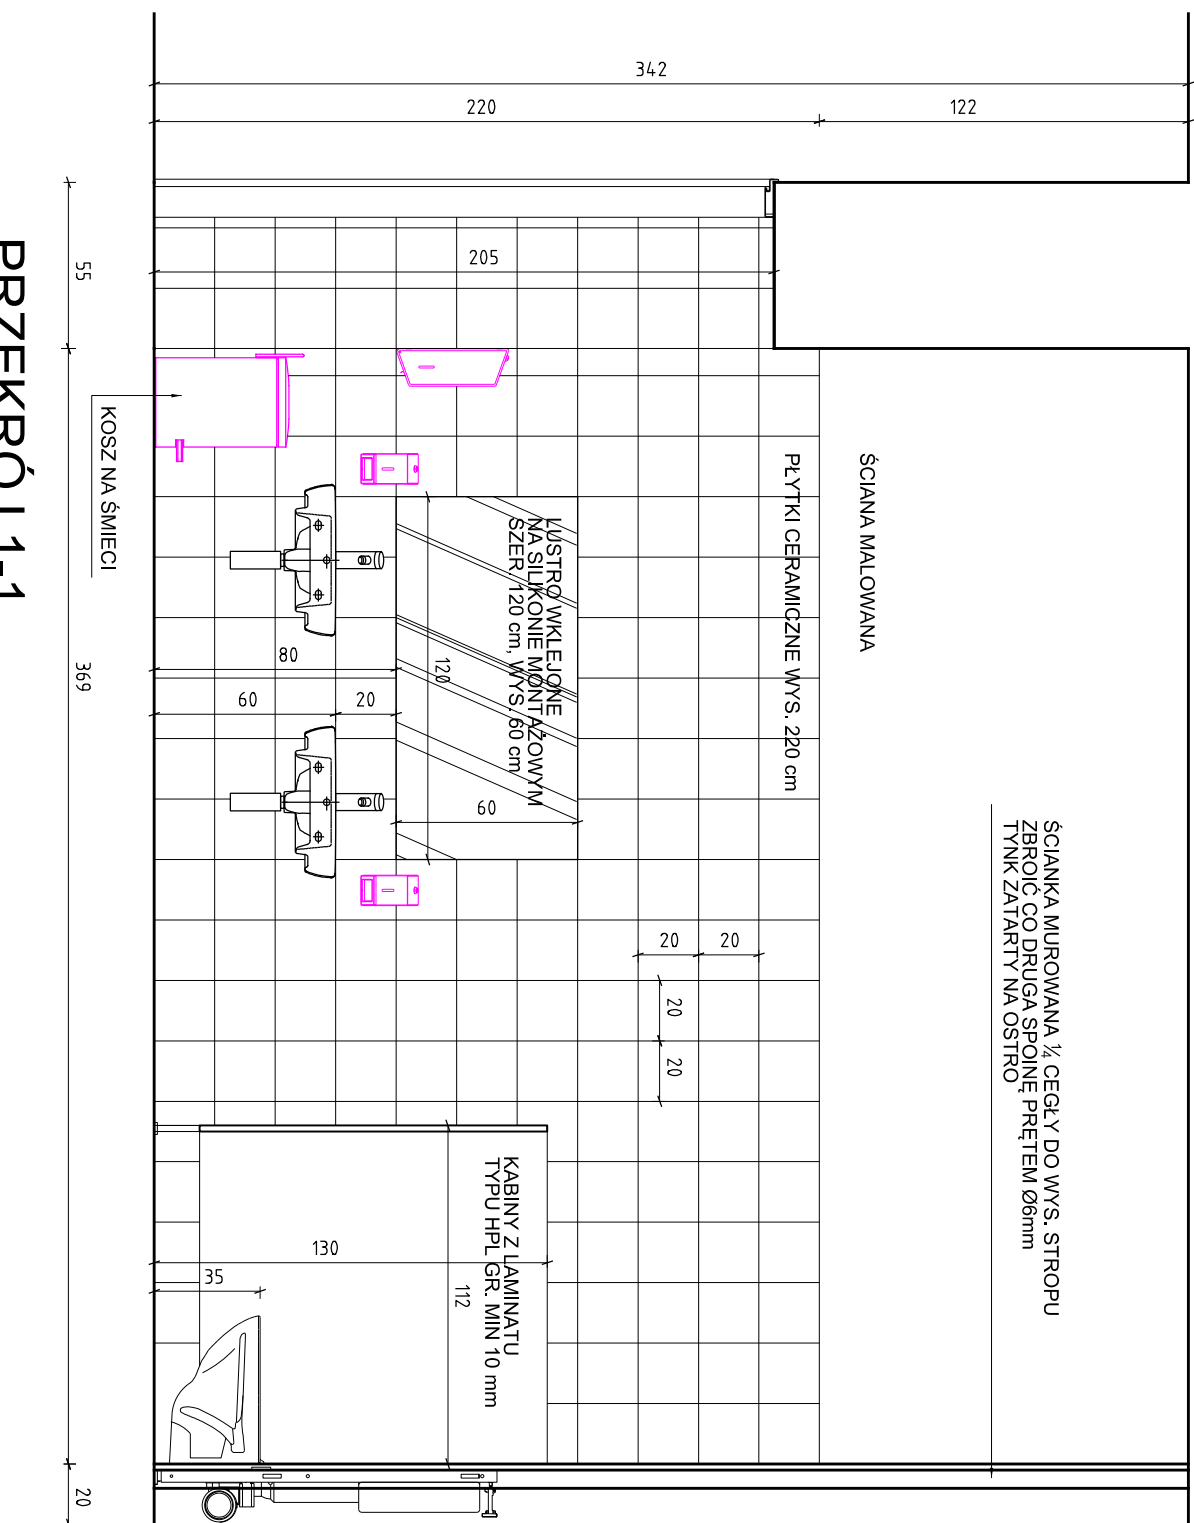 ŚCIANKA MUROWANA ¼ CEGŁY DO WYS. STROPU
ZBROIĆ CO DRUGA SPOINĘ PRĘTEM Ø6mm
TYNK ZATARTY NA OSTRO
ŚCIANA MALOWANA
PŁYTKI CERAMICZNE WYS. 220 cm
LUSTRO WKLEJONE
NA SILIKONIE MONTAŻOWYM
SZER. 120 cm, WYS. 60 cm
KABINY Z LAMINATU
TYPU HPL GR. MIN 10 mm
KOSZ NA ŚMIECI
342
220
122
205
55
369
20
80
60
20
120
60
20
20
20
20
130
35
112
PRZEKRÓJ 1-1